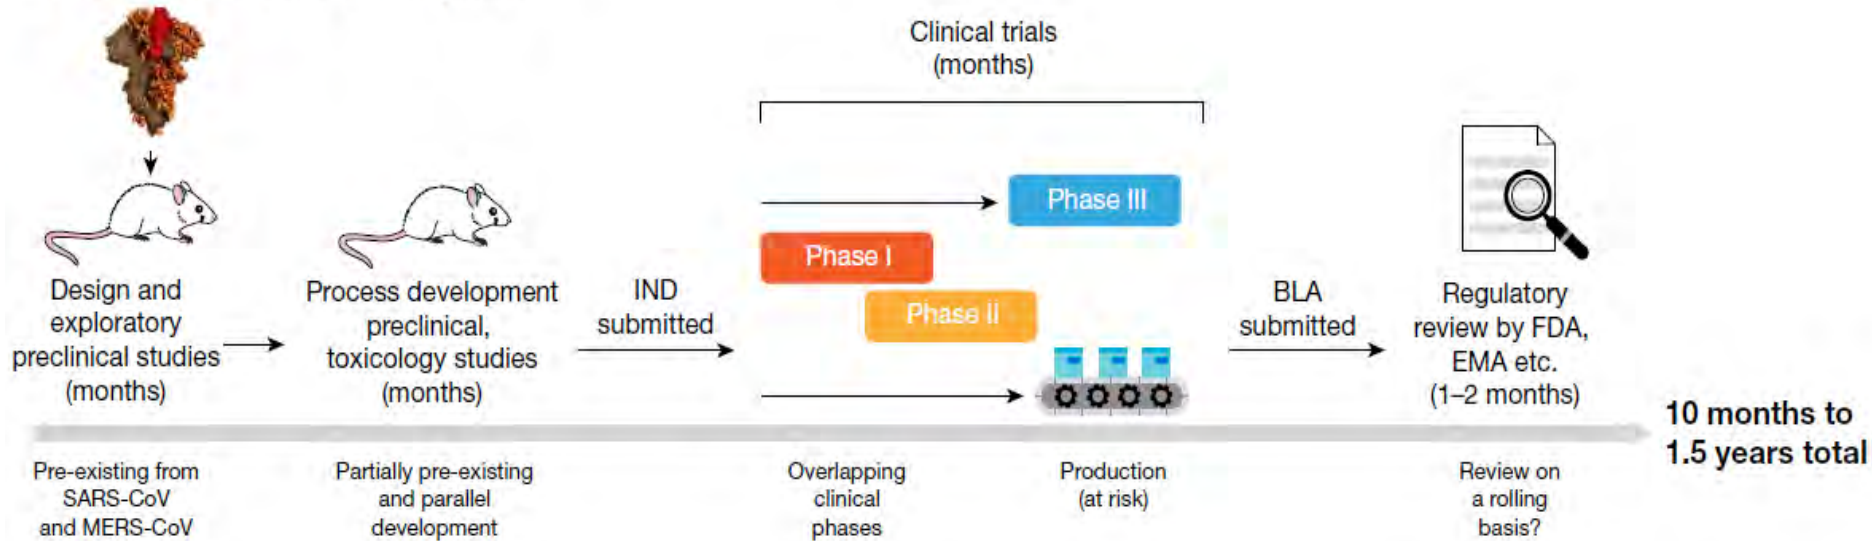 Clinical trials
(months)
Phase III
Phase I
Phase II
Design and
exploratory
preclinical studies
(months)
Process development
preclinical,
toxicology studies
(months)
IND
submitted
BLA
submitted
Regulatory
review by FDA,
EMA etc.
(1–2 months)
10 months to
1.5 years total
Pre-existing from
SARS-CoV
and MERS-CoV
Partially pre-existing
and parallel
development
Overlapping
clinical
phases
Production
(at risk)
Review on
a rolling
basis?